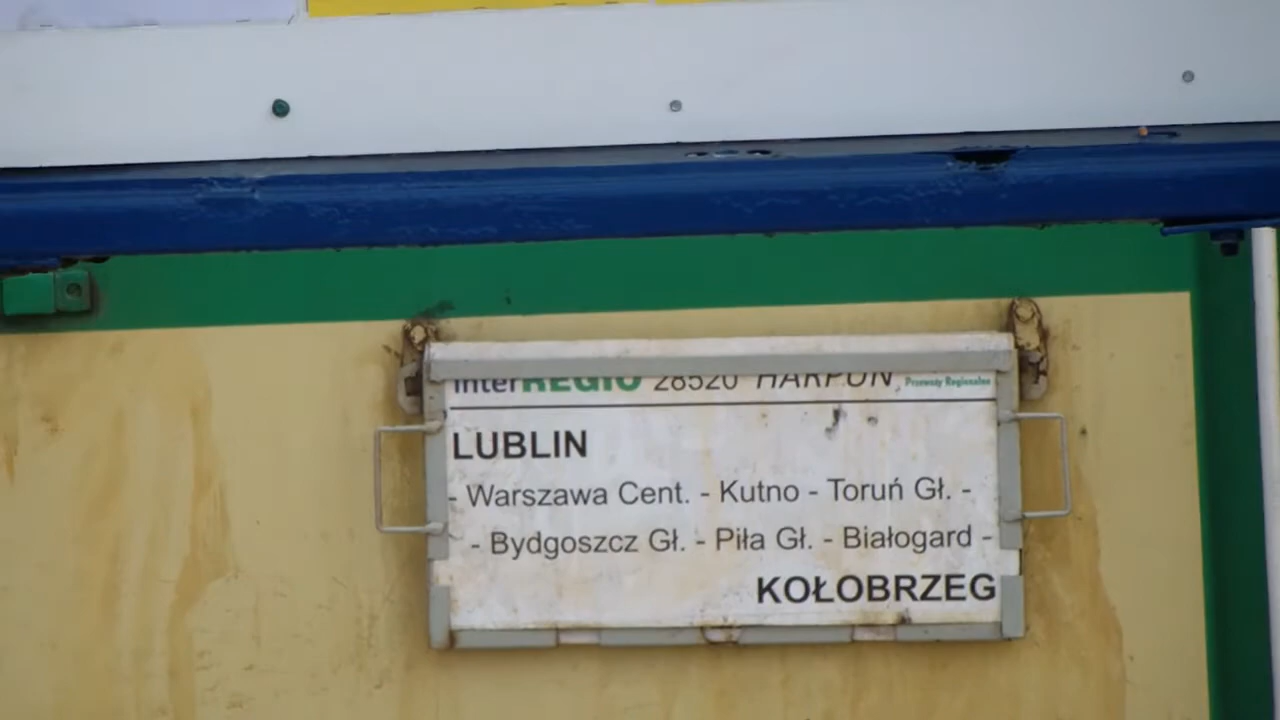 interREGIO 28520 HARPUN Przewozy Regionalne
LUBLIN
- Warszawa Cent. - Kutno - Toruń Gł. -
- Bydgoszcz Gł. - Piła Gł. - Białogard -
KOŁOBRZEG